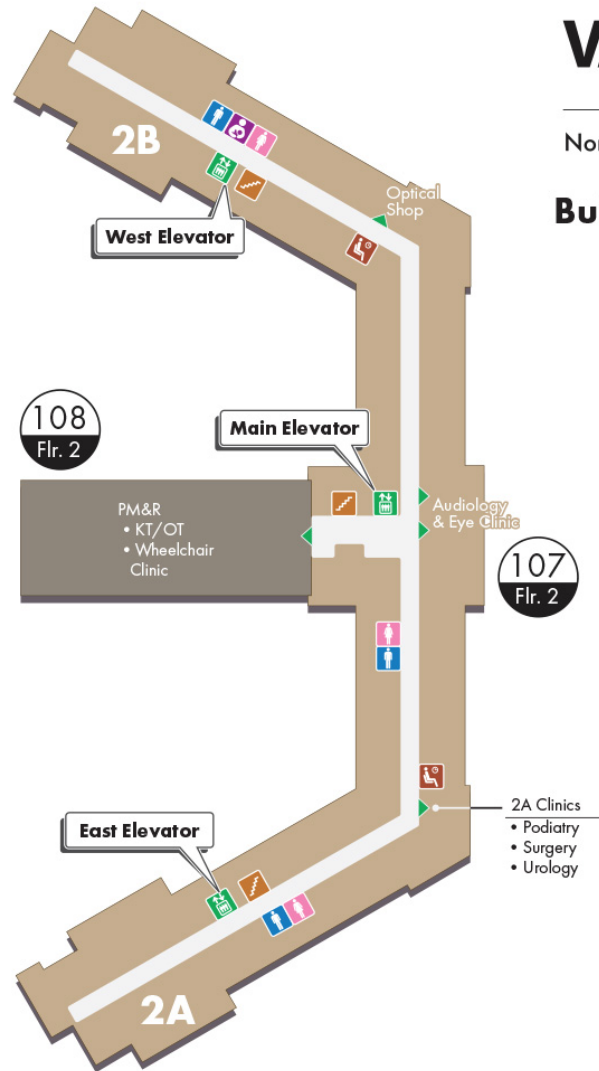 2B
West Elevator
Optical
Shop
108
Flr. 2
Main Elevator
PM&R
• KT/OT
• Wheelchair
Clinic
Audiology
& Eye Clinic
107
Flr. 2
2A Clinics
• Podiatry
• Surgery
• Urology
East Elevator
2A